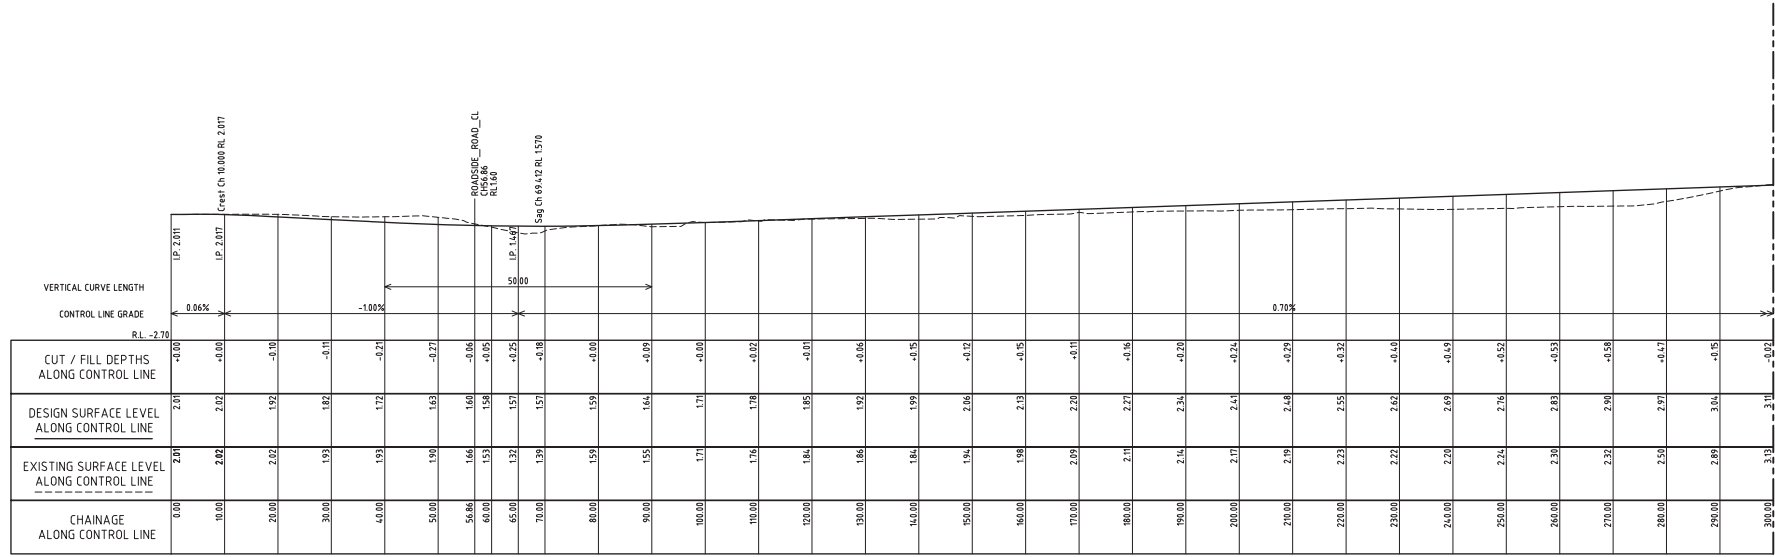 Crest Ch 10.000 RL 2.017
ROADSIDE_ROAD_CL
CH56.86
RL1.60
Sag Ch 69.412 RL 1.570
I.P. 2.011
I.P. 2.017
I.P. 1.467
VERTICAL CURVE LENGTH
50.00
CONTROL LINE GRADE
0.06%
-1.00%
0.70%
R.L. -2.70
CUT / FILL DEPTHS
ALONG CONTROL LINE
+0.00 +0.00 -0.10 -0.11 -0.21 -0.27 -0.06 +0.05 +0.25 +0.18 +0.00 +0.09 +0.00 +0.02 +0.01 +0.06 +0.15 +0.12 +0.15 +0.11 +0.16 +0.20 +0.24 +0.29 +0.32 +0.40 +0.49 +0.52 +0.53 +0.58 +0.47 +0.15 -0.02
DESIGN SURFACE LEVEL
ALONG CONTROL LINE
2.01 2.02 1.92 1.82 1.72 1.63 1.60 1.58 1.57 1.57 1.59 1.64 1.71 1.78 1.85 1.92 1.99 2.06 2.13 2.20 2.27 2.34 2.41 2.48 2.55 2.62 2.69 2.76 2.83 2.90 2.97 3.04 3.11
EXISTING SURFACE LEVEL
ALONG CONTROL LINE
2.01 2.02 2.02 1.93 1.93 1.90 1.66 1.53 1.32 1.39 1.59 1.55 1.71 1.76 1.84 1.86 1.84 1.94 1.98 2.09 2.11 2.14 2.17 2.19 2.23 2.22 2.20 2.24 2.30 2.32 2.50 2.89 3.13
CHAINAGE
ALONG CONTROL LINE
0.00 10.00 20.00 30.00 40.00 50.00 56.86 60.00 65.00 70.00 80.00 90.00 100.00 110.00 120.00 130.00 140.00 150.00 160.00 170.00 180.00 190.00 200.00 210.00 220.00 230.00 240.00 250.00 260.00 270.00 280.00 290.00 300.00